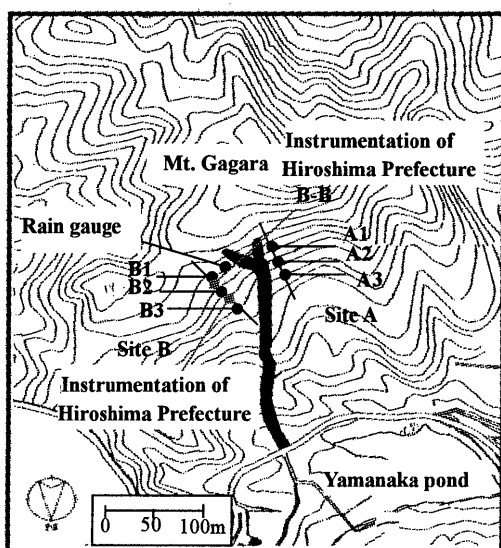 Instrumentation of
Mt. Gagara Hiroshima Prefecture
B-B
Rain gauge
A1
A2
A3
B1
B2
B3
Site A
Site B
Instrumentation of
Hiroshima Prefecture
Yamanaka pond
0 50 100m